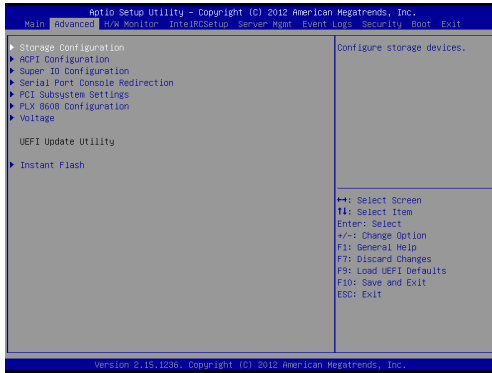 Aptio Setup Utility – Copyright (C) 2012 American Megatrends, Inc.
Main Advanced H/W Monitor IntelRCSetup Server Mgmt Event Logs Security Boot Exit
Storage Configuration
ACPI Configuration
Super IO Configuration
Serial Port Console Redirection
PCI Subsystem Settings
PLX 8608 Configuration
Voltage
UEFI Update Utility
Instant Flash
Configure storage devices.
↔: Select Screen
↑↓: Select Item
Enter: Select
+/-: Change Option
F1: General Help
F7: Discard Changes
F9: Load UEFI Defaults
F10: Save and Exit
ESC: Exit
Version 2.15.1236. Copyright (C) 2012 American Megatrends, Inc.